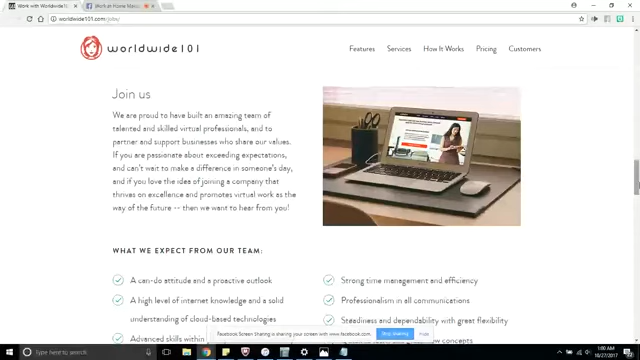 Work with Worldwide101
Work at Home Mass
worldwide101.com/jobs/
worldwide101
Features Services How It Works Pricing Customers
Join us
We are proud to have built an amazing team of
talented and skilled virtual professionals, and to
partner and support businesses who share our values.
If you are passionate about exceeding expectations,
and can't wait to make a difference in someone's day,
and if you love the idea of joining a company that
thrives on excellence and promotes virtual work as the
way of the future -- then we want to hear from you!
WHAT WE EXPECT FROM OUR TEAM:
A can-do attitude and a proactive outlook
A high level of internet knowledge and a solid
understanding of cloud-based technologies
Advanced skills within
Strong time management and efficiency
Professionalism in all communications
Steadiness and dependability with great flexibility
Facebook Screen Sharing is sharing your screen with www.facebook.com.
Stop sharing
Hide
Type here to search
1:00 AM
10/27/2017